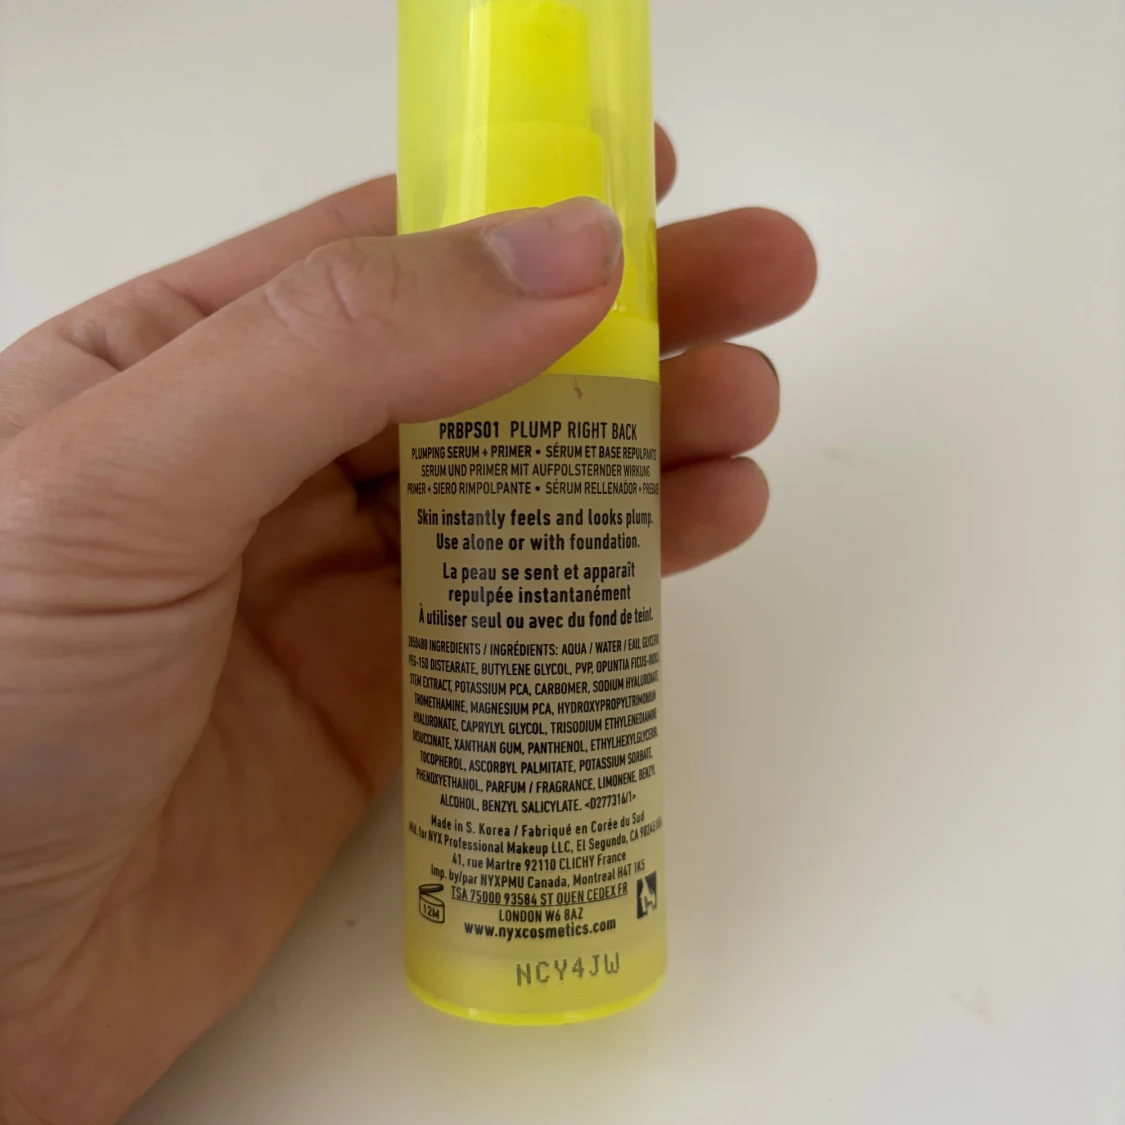 PRBPS01 PLUMP RIGHT BACK
PLUMPING SERUM + PRIMER • SÉRUM ET BASE REPULPANTE
SERUM UND PRIMER MIT AUFPOLSTERNDER WIRKUNG
PRIMER + SIERO RIMPOLPANTE • SÉRUM RELLENADOR +
Skin instantly feels and looks plump.
Use alone or with foundation.
La peau se sent et apparaît
repulpée instantanément
À utiliser seul ou avec du fond de teint.
INGREDIENTS / INGRÉDIENTS: AQUA / WATER / EAU, GLYCERIN,
PEG-150 DISTEARATE, BUTYLENE GLYCOL, PVP, OPUNTIA FICUS-INDICA
STEM EXTRACT, POTASSIUM PCA, CARBOMER, SODIUM HYALURONATE,
TROMETHAMINE, MAGNESIUM PCA, HYDROXYPROPYLTRIMONIUM
HYALURONATE, CAPRYLYL GLYCOL, TRISODIUM ETHYLENEDIAMINE
DISUCCINATE, XANTHAN GUM, PANTHENOL, ETHYLHEXYLGLYCERIN,
TOCOPHEROL, ASCORBYL PALMITATE, POTASSIUM SORBATE,
PHENOXYETHANOL, PARFUM / FRAGRANCE, LIMONENE, BENZYL
ALCOHOL, BENZYL SALICYLATE. <D277316/1>
Made in S. Korea / Fabriqué en Corée du Sud
for NYX Professional Makeup LLC, El Segundo, CA 90245
41, rue Martre 92110 CLICHY France
Imp. by/par NYXPMU Canada, Montreal H4T 1K5
TSA 75000 93584 ST OUEN CEDEX FR
12M
LONDON W6 8AZ
www.nyxcosmetics.com
NCY4JW